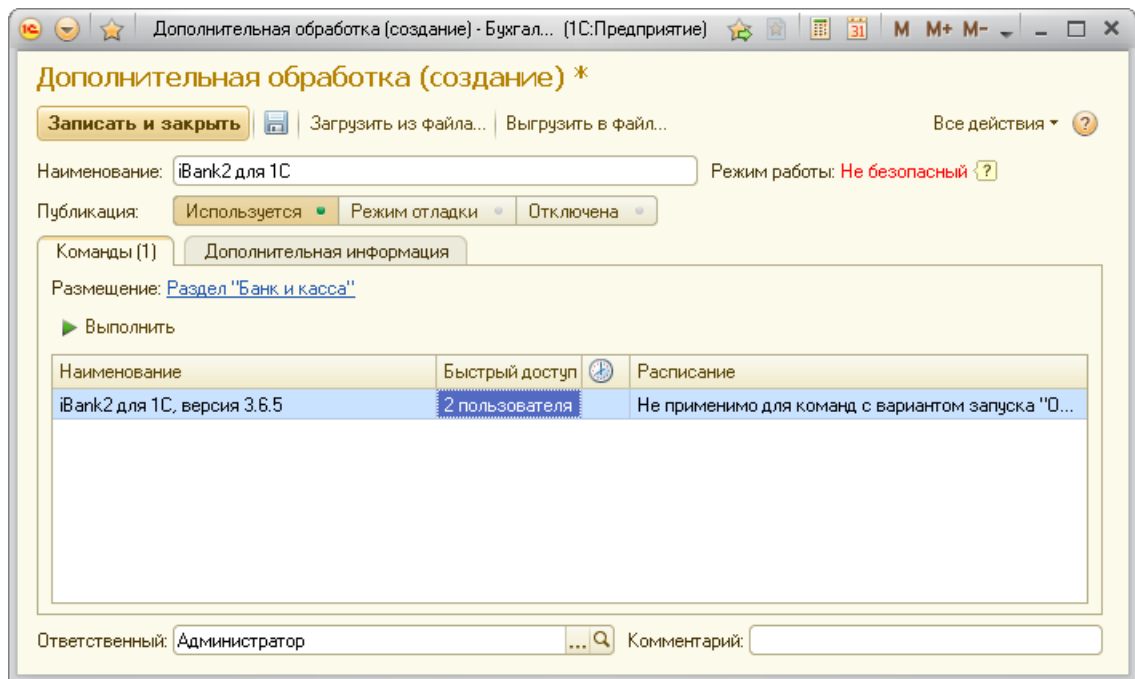 1С Дополнительная обработка (создание) - Бухгал... (1С:Предприятие) 31 M M+ M-
Дополнительная обработка (создание) *
Записать и закрыть Загрузить из файла... Выгрузить в файл... Все действия ?
Наименование: iBank2 для 1С Режим работы: Не безопасный ?
Публикация: Используется Режим отладки Отключена
Команды (1) Дополнительная информация
Размещение: Раздел "Банк и касса"
Выполнить
Наименование Быстрый доступ Расписание
iBank2 для 1С, версия 3.6.5 2 пользователя Не применимо для команд с вариантом запуска "О...
Ответственный: Администратор ... Комментарий: